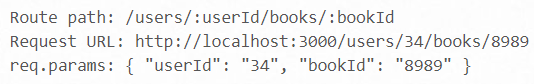 Route path: /users/:userId/books/:bookId
Request URL: http://localhost:3000/users/34/books/8989
req.params: { "userId": "34", "bookId": "8989" }